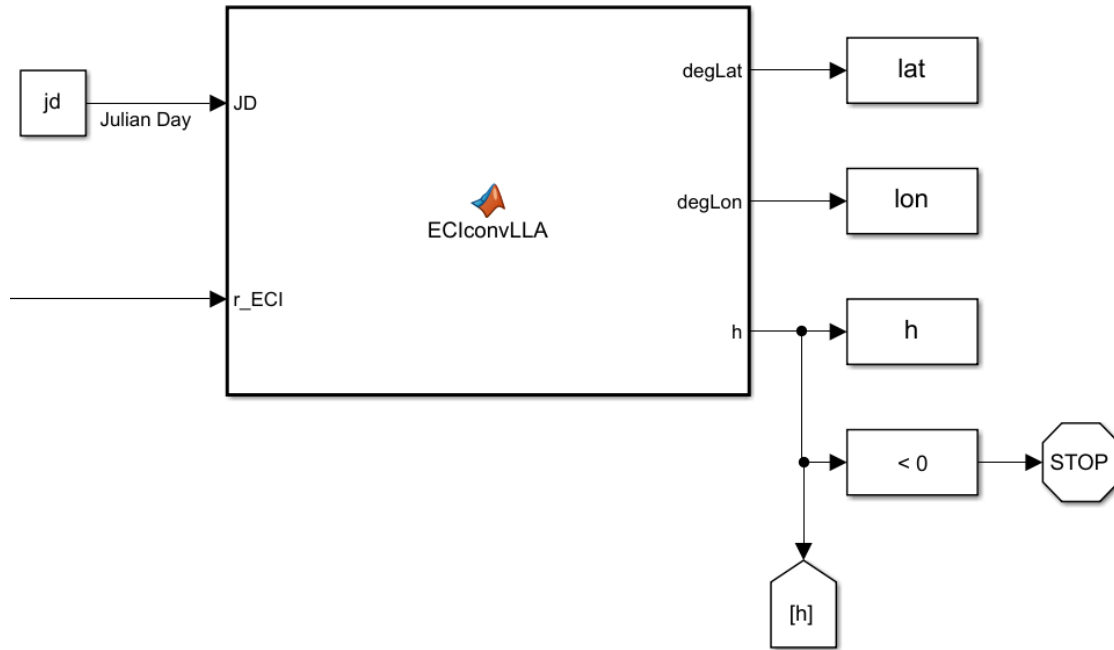 jd
Julian Day
JD
r_ECI
ECIconvLLA
degLat
degLon
h
lat
lon
h
< 0
STOP
[h]